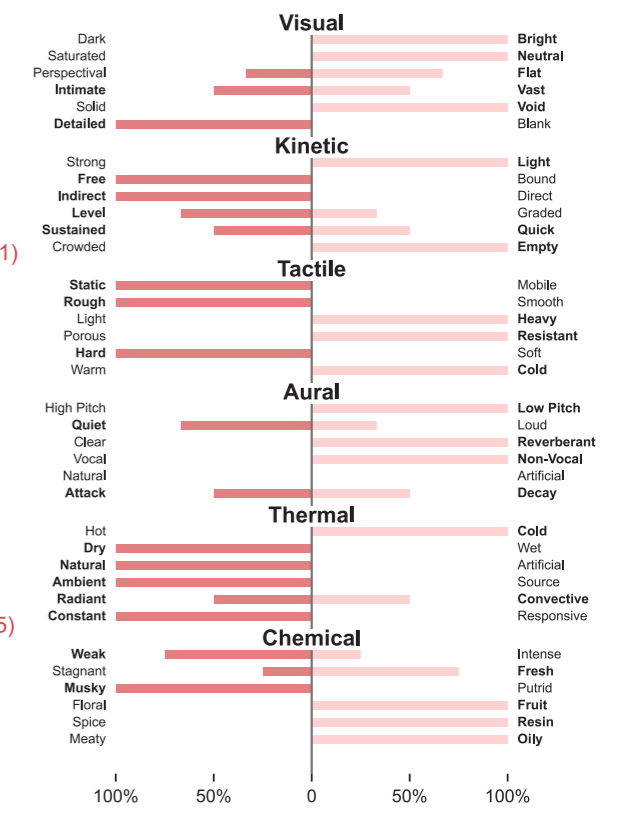 Visual
Dark Bright
Saturated Neutral
Perspectival Flat
Intimate Vast
Solid Void
Detailed Blank
Kinetic
Strong Light
Free Bound
Indirect Direct
Level Graded
Sustained Quick
1) Crowded Empty
Tactile
Static Mobile
Rough Smooth
Light Heavy
Porous Resistant
Hard Soft
Warm Cold
Aural
High Pitch Low Pitch
Quiet Loud
Clear Reverberant
Vocal Non-Vocal
Natural Artificial
Attack Decay
Thermal
Hot Cold
Dry Wet
Natural Artificial
Ambient Source
Radiant Convective
Constant Responsive
5)
Chemical
Weak Intense
Stagnant Fresh
Musky Putrid
Floral Fruit
Spice Resin
Meaty Oily
100% 50% 0 50% 100%